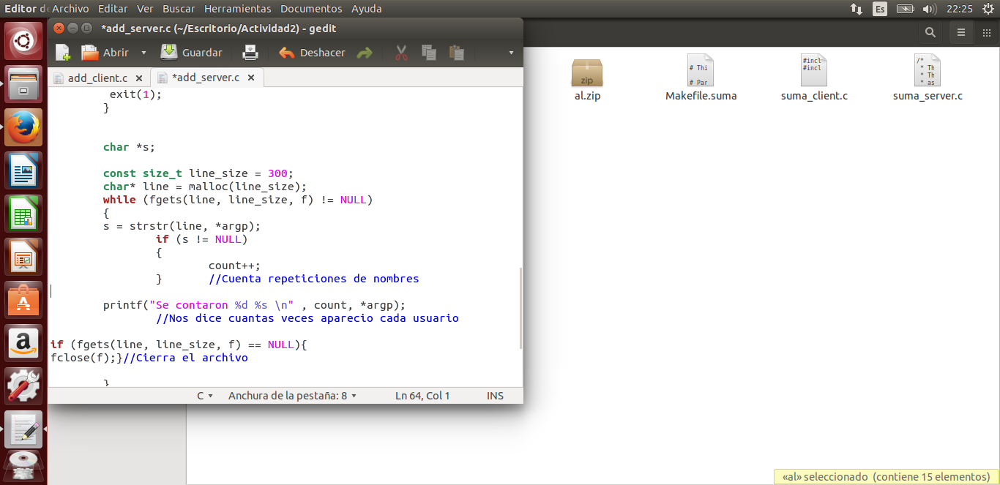 Editor de Archivo Editar Ver Buscar Herramientas Documentos Ayuda
Es 22:25
*add_server.c (~/Escritorio/Actividad2) - gedit
Abrir Guardar Deshacer
add_client.c *add_server.c
exit(1);
}
char *s;
const size_t line_size = 300;
char* line = malloc(line_size);
while (fgets(line, line_size, f) != NULL)
{
s = strstr(line, *argp);
if (s != NULL)
{
count++;
} //Cuenta repeticiones de nombres
printf("Se contaron %d %s \n" , count, *argp);
//Nos dice cuantas veces aparecio cada usuario
if (fgets(line, line_size, f) == NULL){
fclose(f);}//Cierra el archivo
}
C Anchura de la pestaña: 8 Ln 64, Col 1 INS
zip
al.zip
# Thi
# Par
Makefile.suma
#incl
#incl
suma_client.c
/*
* Th
* Th
* as
suma_server.c
a
«al» seleccionado (contiene 15 elementos)